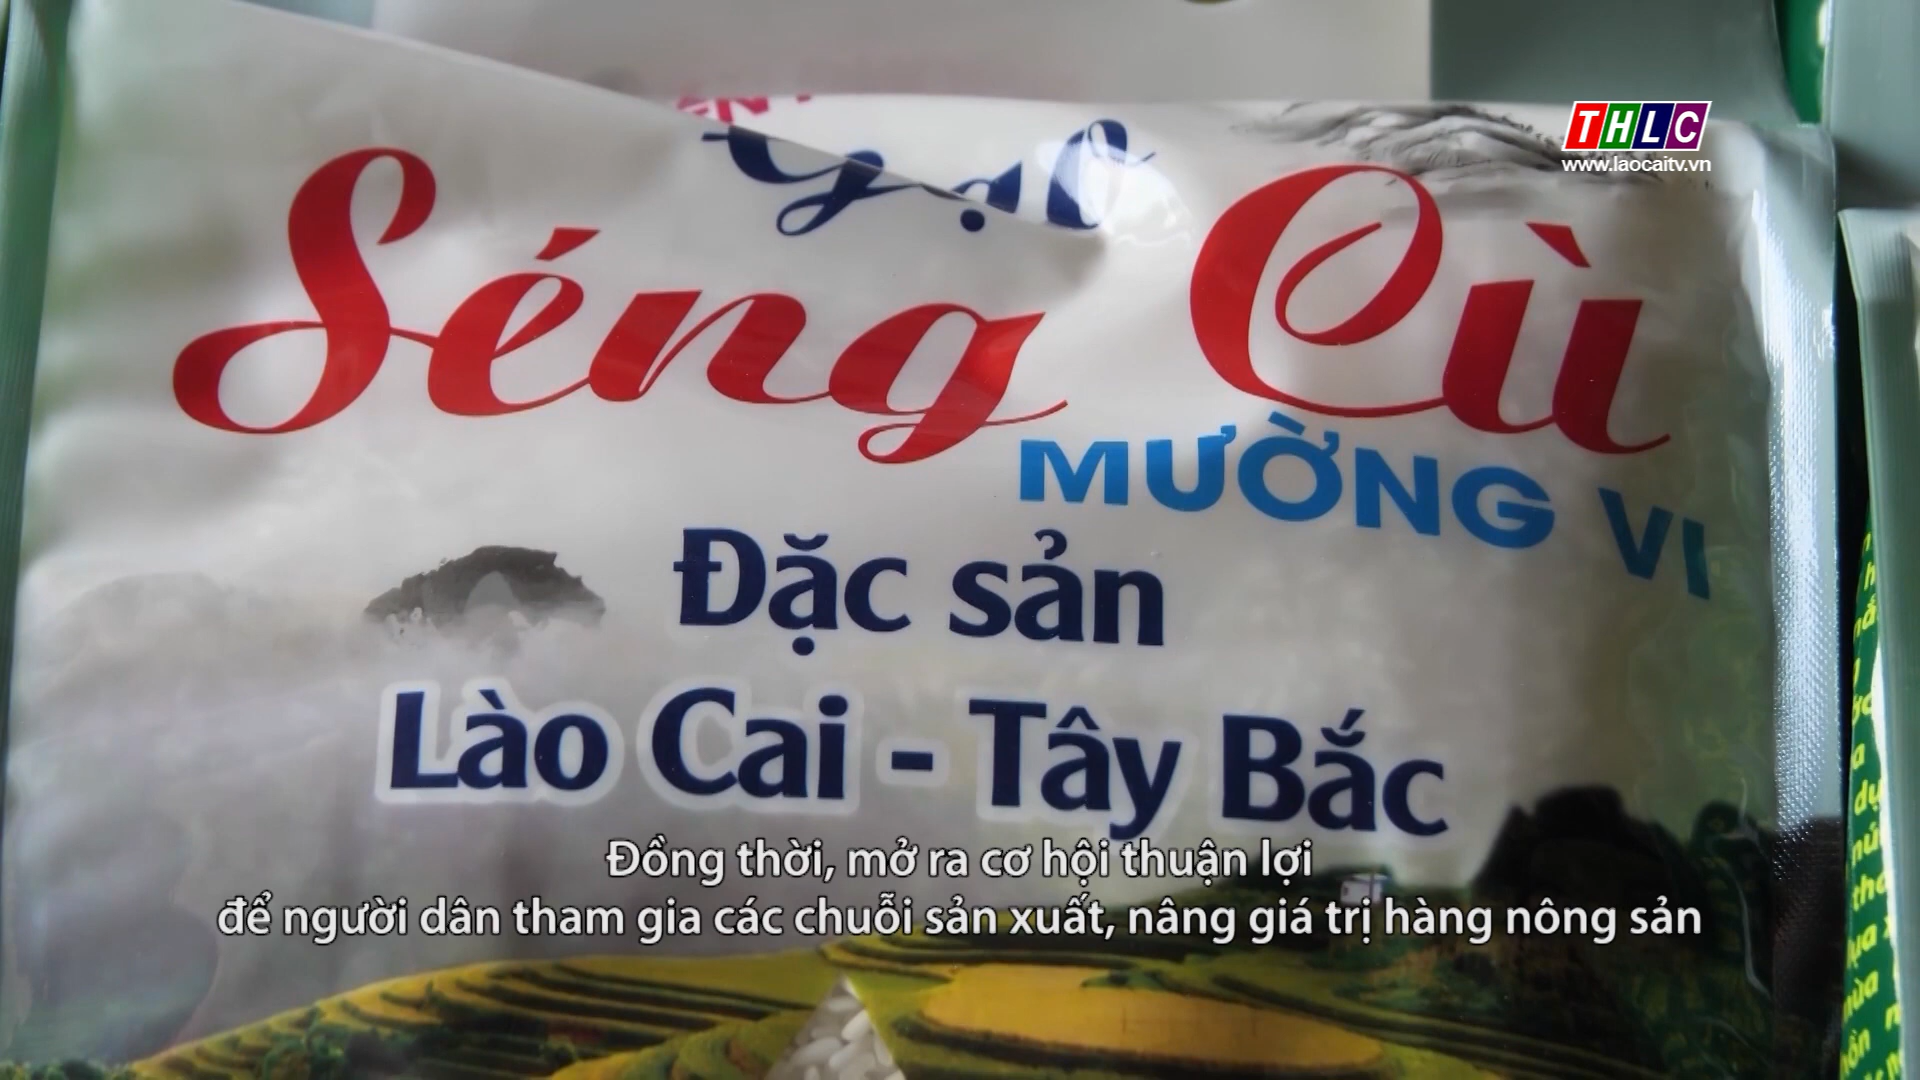 THLC
www.laocaitv.vn
Gạo
Séng Cù
MƯỜNG VI
Đặc sản
Lào Cai - Tây Bắc
Đồng thời, mở ra cơ hội thuận lợi
để người dân tham gia các chuỗi sản xuất, nâng giá trị hàng nông sản